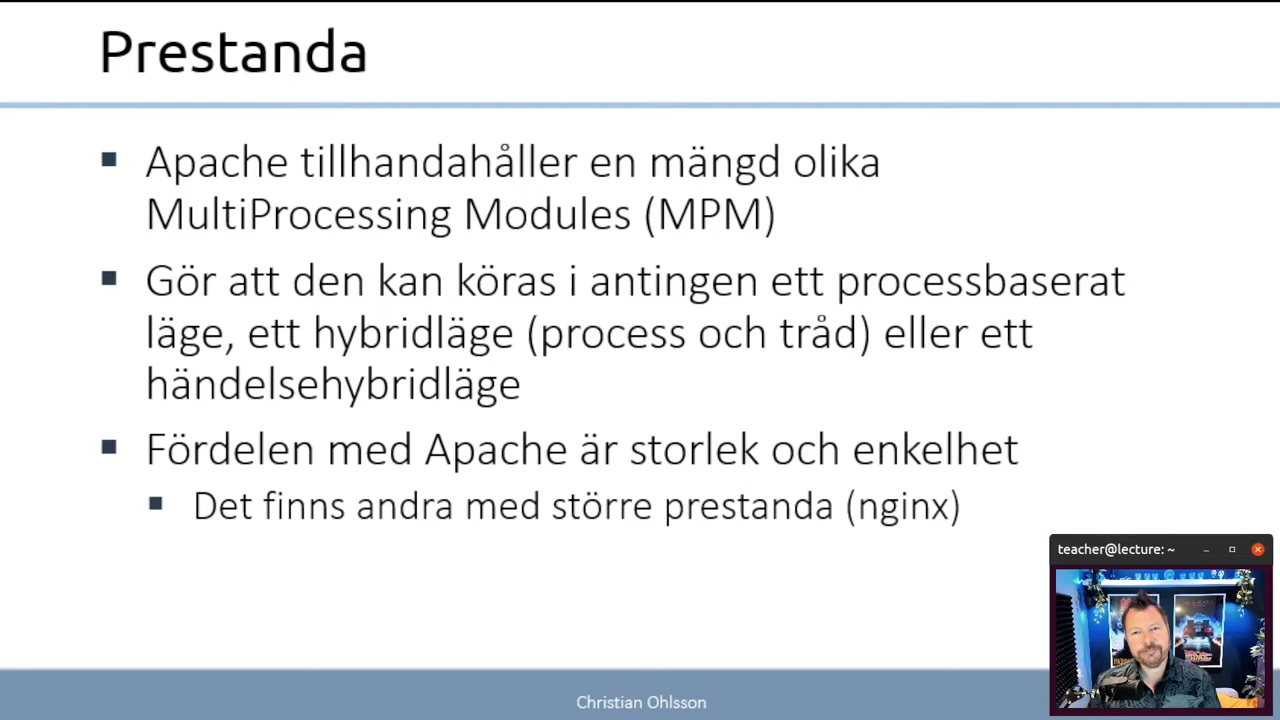 Prestanda
Apache tillhandahåller en mängd olika
MultiProcessing Modules (MPM)
Gör att den kan köras i antingen ett processbaserat
läge, ett hybridläge (process och tråd) eller ett
händelsehybridläge
Fördelen med Apache är storlek och enkelhet
Det finns andra med större prestanda (nginx)
teacher@lecture: ~
Christian Ohlsson